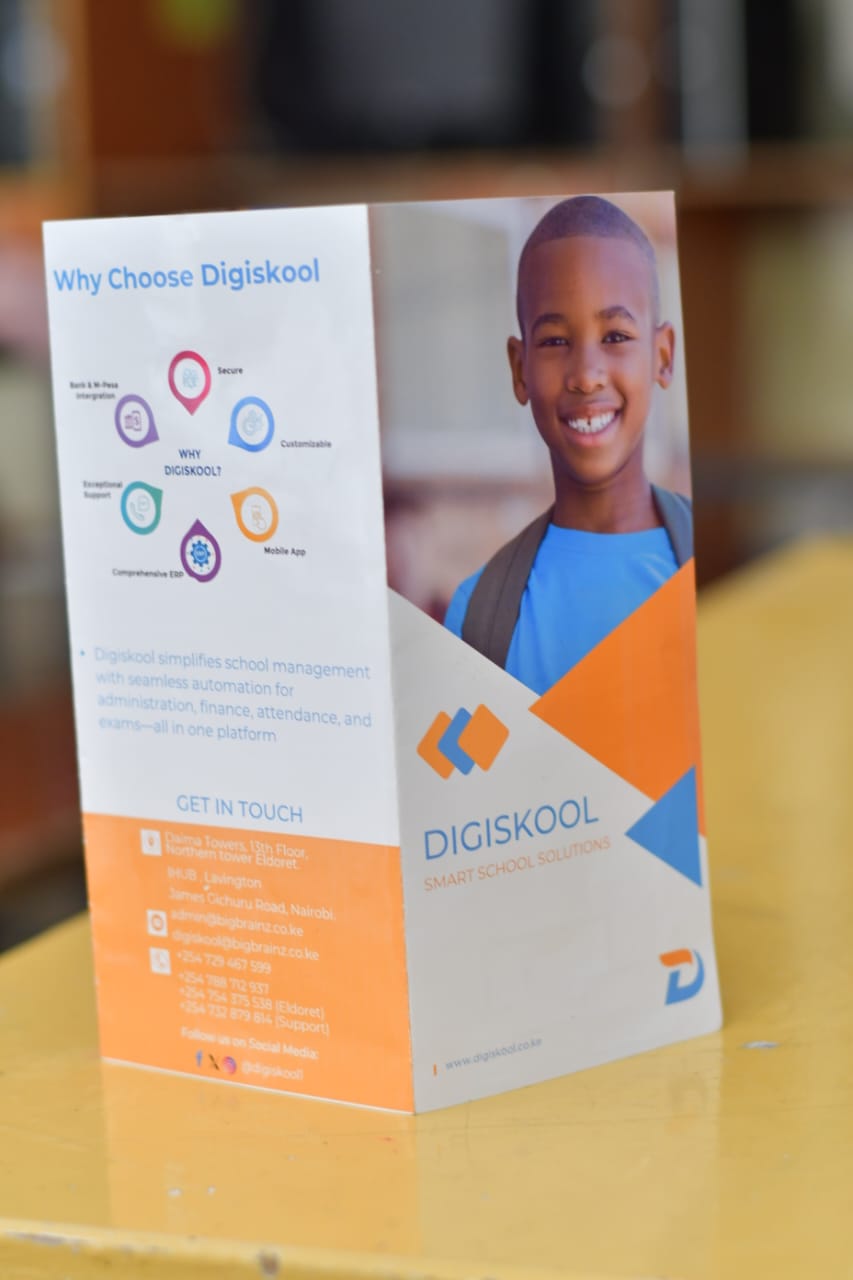 Why Choose Digiskool
Secure
Bank & M-Pesa
Intergration
Customizable
WHY
DIGISKOOL?
Exceptional
Support
Mobile App
Comprehensive ERP
• Digiskool simplifies school management
with seamless automation for
administration, finance, attendance, and
exams—all in one platform
GET IN TOUCH
Daima Towers, 13th Floor,
Northern tower Eldoret.
IHUB , Lavington
James Gichuru Road, Nairobi.
admin@bigbrainz.co.ke
digiskool@bigbrainz.co.ke
+254 729 467 599
+254 788 712 937
+254 754 375 538 (Eldoret)
+254 732 879 814 (Support)
Follow us on Social Media:
@digiskool1
DIGISKOOL
SMART SCHOOL SOLUTIONS
www.digiskool.co.ke